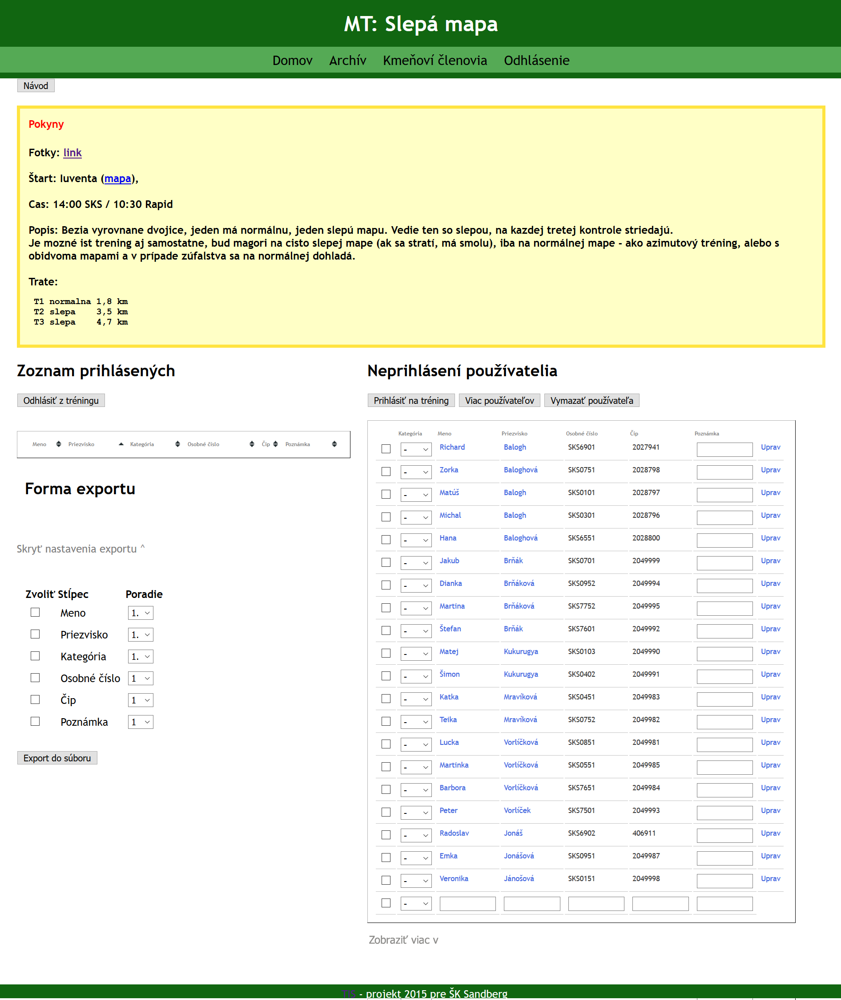 MT: Slepá mapa
Domov Archív Kmeňoví členovia Odhlásenie
Návod
Pokyny
Fotky: link
Štart: Iuventa (mapa),
Cas: 14:00 SKS / 10:30 Rapid
Popis: Bezia vyrovnane dvojice, jeden má normálnu, jeden slepú mapu. Vedie ten so slepou, na kazdej tretej kontrole striedajú.
Je mozné ist trening aj samostatne, bud magori na cisto slepej mape (ak sa stratí, má smolu), iba na normálnej mape - ako azimutový tréning, alebo s
obidvoma mapami a v prípade zúfalstva sa na normálnej dohladá.
Trate:
T1 normalna 1,8 km
T2 slepa 3,5 km
T3 slepa 4,7 km
Zoznam prihlásených
Odhlásiť z tréningu
Meno Priezvisko Kategória Osobné číslo Čip Poznámka
Forma exportu
Skryť nastavenia exportu ^
Zvoliť Stĺpec Poradie
Meno 1.
Priezvisko 1.
Kategória 1.
Osobné číslo 1
Čip 1
Poznámka 1
Export do súboru
Neprihlásení používatelia
Prihlásiť na tréning Viac používateľov Vymazať používateľa
Kategória Meno Priezvisko Osobné číslo Čip Poznámka
- Richard Balogh SKS6901 2027941 Uprav
- Zorka Baloghová SKS0751 2028798 Uprav
- Matúš Balogh SKS0101 2028797 Uprav
- Michal Balogh SKS0301 2028796 Uprav
- Hana Baloghová SKS6551 2028800 Uprav
- Jakub Brňák SKS0701 2049999 Uprav
- Dianka Brňáková SKS0952 2049994 Uprav
- Martina Brňáková SKS7752 2049995 Uprav
- Štefan Brňák SKS7601 2049992 Uprav
- Matej Kukurugya SKS0103 2049990 Uprav
- Šimon Kukurugya SKS0402 2049991 Uprav
- Katka Mravíková SKS0451 2049983 Uprav
- Teika Mravíková SKS0752 2049982 Uprav
- Lucka Vorlíčková SKS0851 2049981 Uprav
- Martinka Vorlíčková SKS0551 2049985 Uprav
- Barbora Vorlíčková SKS7651 2049984 Uprav
- Peter Vorlíček SKS7501 2049993 Uprav
- Radoslav Jonáš SKS6902 406911 Uprav
- Emka Jonášová SKS0951 2049987 Uprav
- Veronika Jánošová SKS0151 2049998 Uprav
-
Zobraziť viac v
TIS - projekt 2015 pre ŠK Sandberg